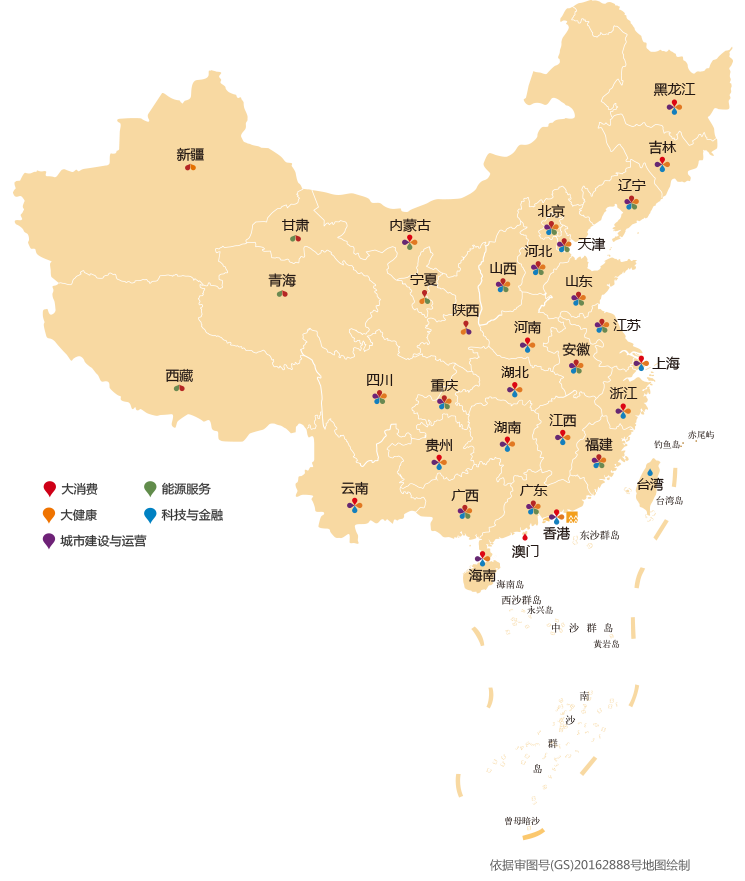 黑龙江
吉林
新疆
辽宁
北京
内蒙古
甘肃
天津
河北
山西
宁夏
青海
山东
陕西
江苏
河南
安徽
上海
湖北
西藏
四川
重庆
浙江
江西
湖南
赤尾屿
钓鱼岛
贵州
福建
台湾
大消费
能源服务
云南
广西
广东
台湾岛
大健康
科技与金融
香港
东沙群岛
城市建设与运营
澳门
海南
海南岛
西沙群岛
永兴岛
中沙群岛
黄岩岛
南
沙
群
岛
曾母暗沙
依据审图号(GS)20162888号地图绘制